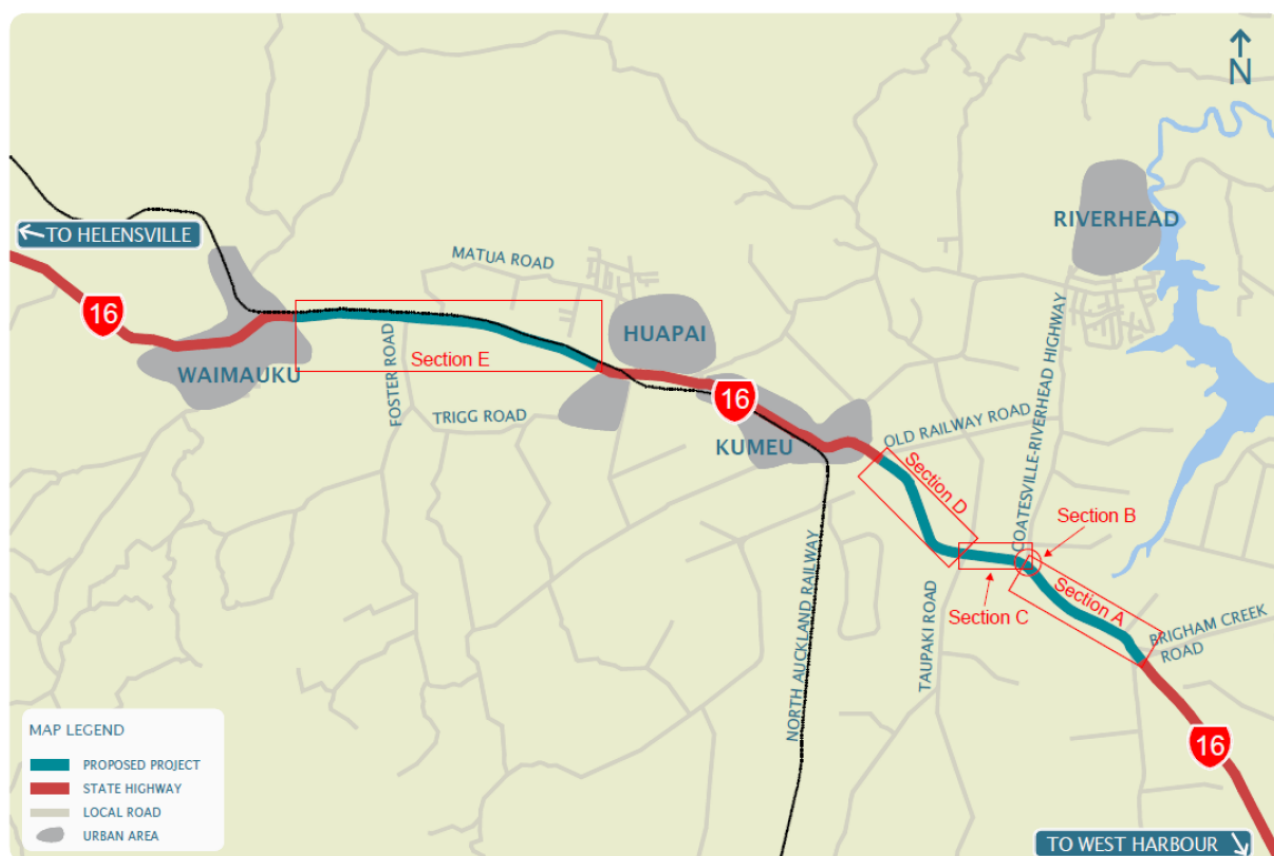 N
RIVERHEAD
TO HELENSVILLE
MATUA ROAD
16
HUAPAI
Section E
WAIMAUKU
FOSTER ROAD
TRIGG ROAD
16
KUMEU
OLD RAILWAY ROAD
COATESVILLE-RIVERHEAD HIGHWAY
Section D
Section B
Section C
Section A
TAUPAKI ROAD
BRIGHAM CREEK
ROAD
NORTH AUCKLAND RAILWAY
16
MAP LEGEND
PROPOSED PROJECT
STATE HIGHWAY
LOCAL ROAD
URBAN AREA
TO WEST HARBOUR